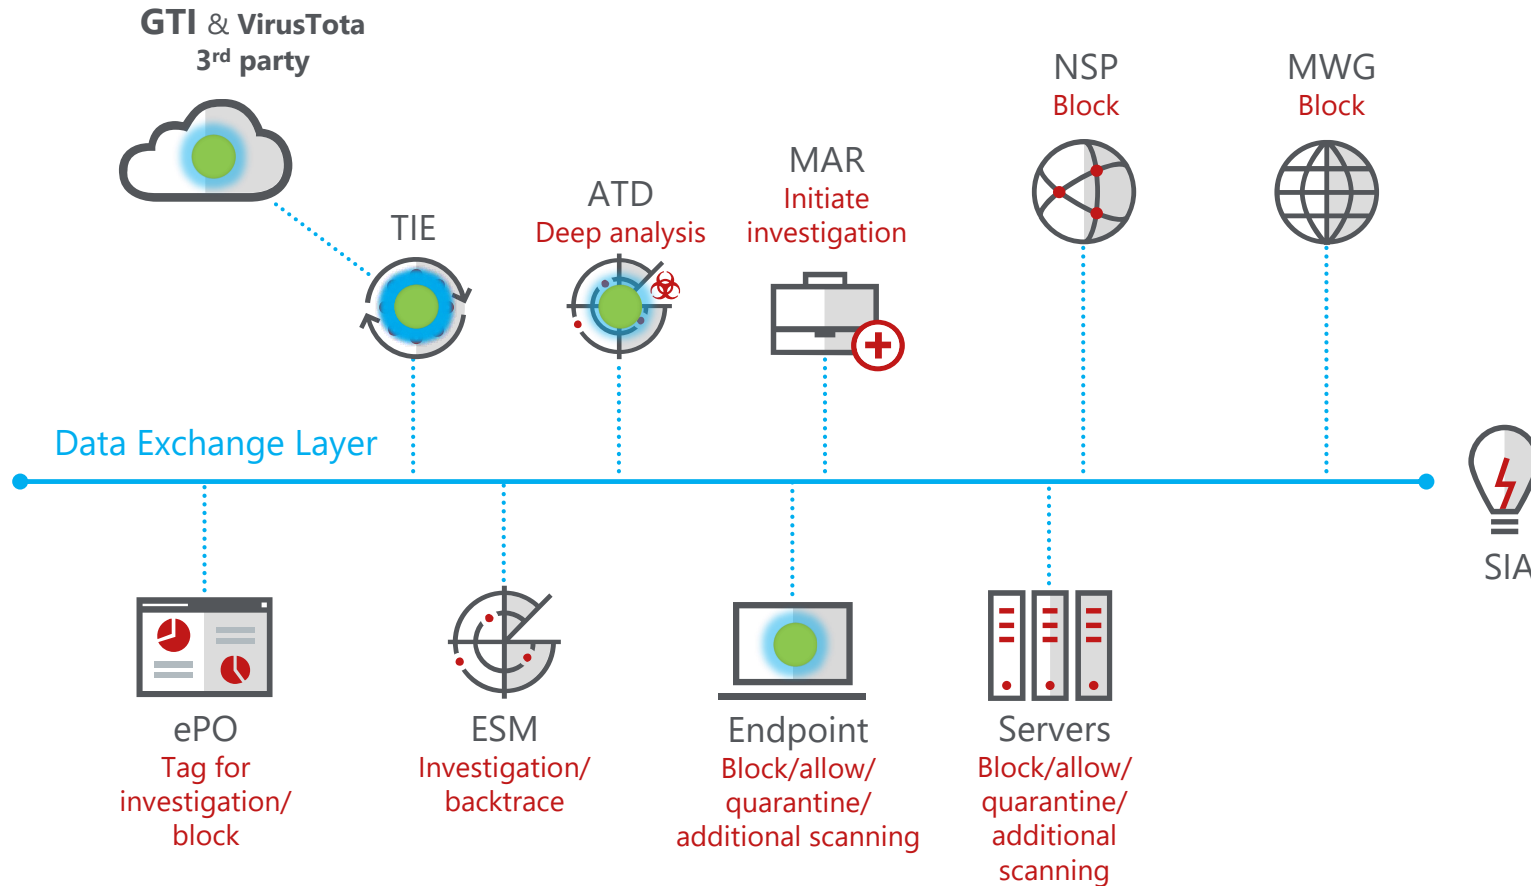 GTI & VirusTota
3rd party
NSP
Block
MWG
Block
MAR
Initiate
investigation
ATD
Deep analysis
TIE
Data Exchange Layer
SIA
ePO
Tag for
investigation/
block
ESM
Investigation/
backtrace
Endpoint
Block/allow/
quarantine/
additional scanning
Servers
Block/allow/
quarantine/
additional
scanning